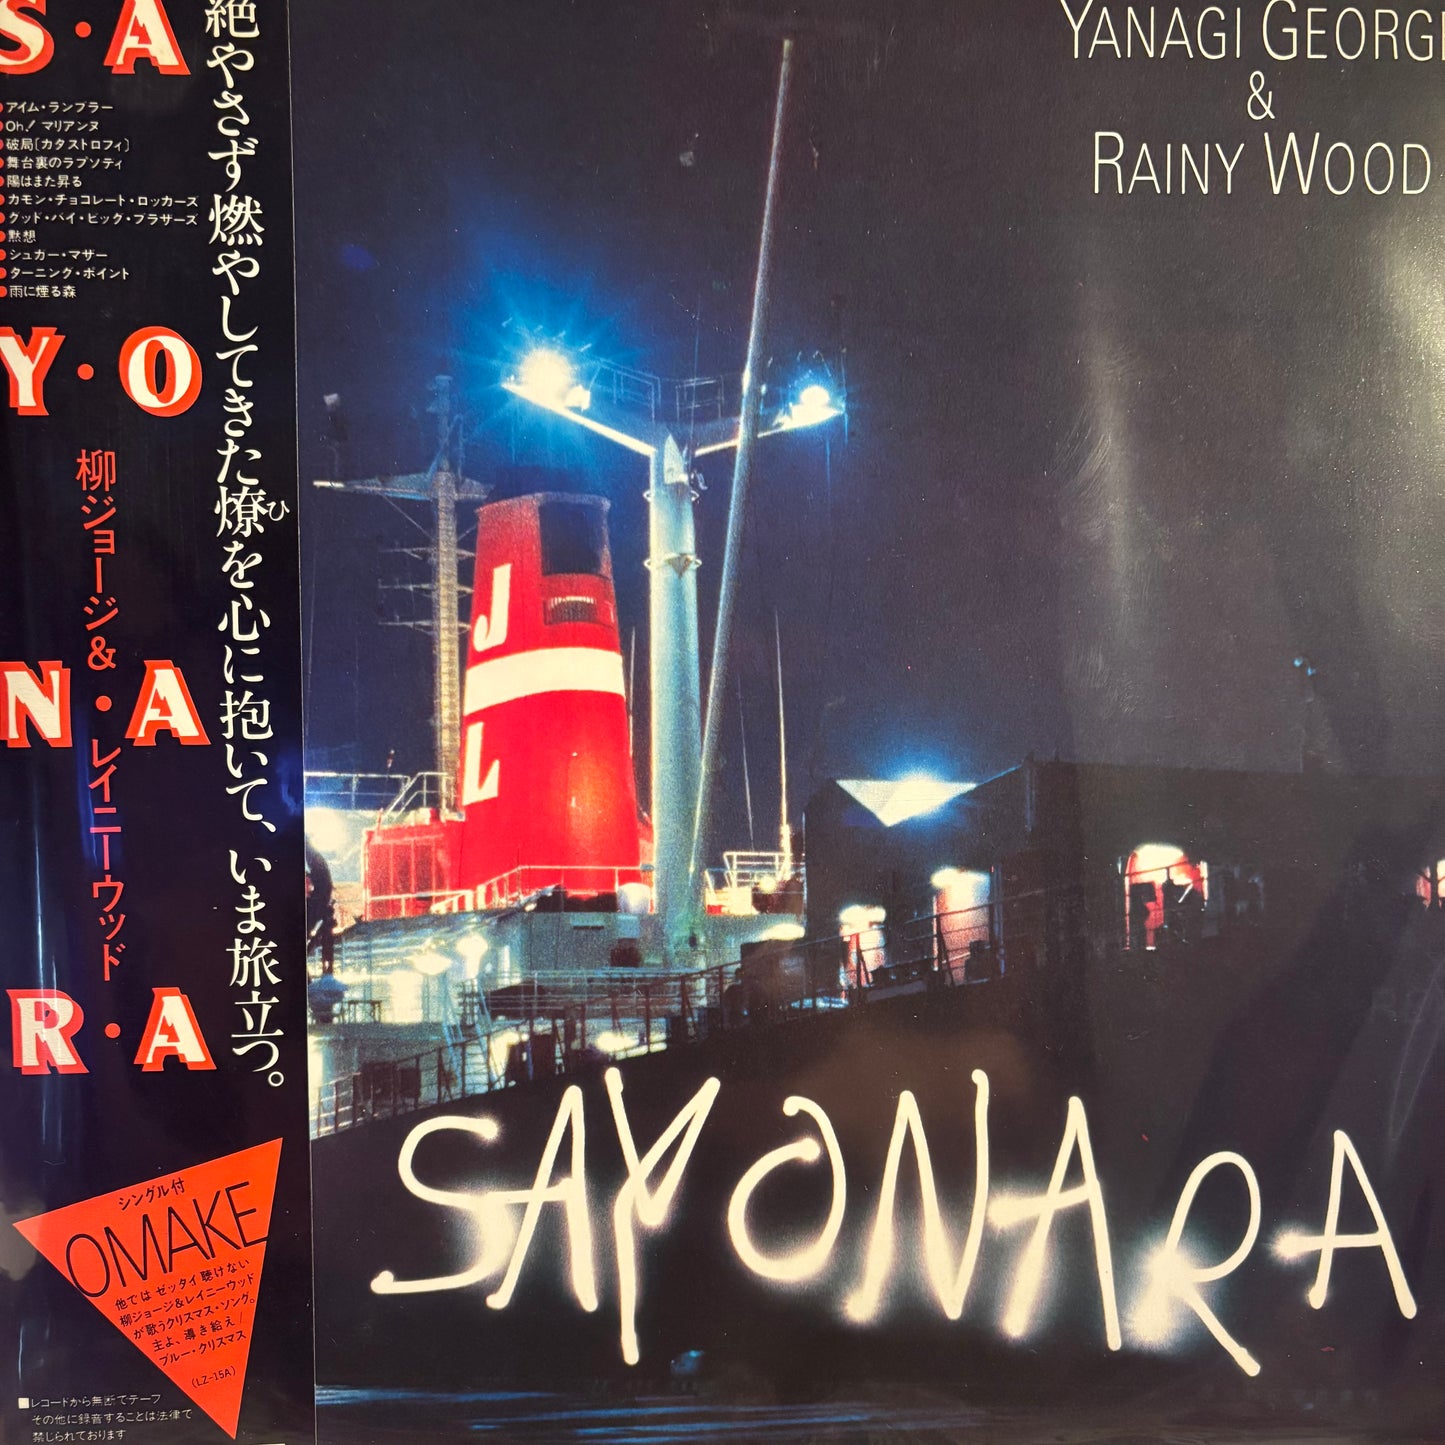 S・A
Y・O
N・A
R・A
●アイム・ランブラー
●Oh! マリアンヌ
●破局〔カタストロフィ〕
●舞台裏のラプソティ
●陽はまた昇る
●カモン・チョコレート・ロッカーズ
●グッド・バイ・ビッグ・ブラザーズ
●黙想
●シュガー・マザー
●ターニング・ポイント
●雨に煙る森
柳ジョージ&・レイニーウッド
絶やさず燃やしてきた燎を心に抱いて、いま旅立つ。
ひ
シングル付
OMAKE
他では ゼッタイ 聴けない
柳ジョージ&レイニーウッド
が歌うクリスマス・ソング。
主よ、導き給え/
ブルー・クリスマス
(LZ-15A)
■レコードから無断でテープ
その他に録音することは法律で
禁じられております
YANAGI GEORGE
&
RAINY WOOD
J
L
SAYONARA